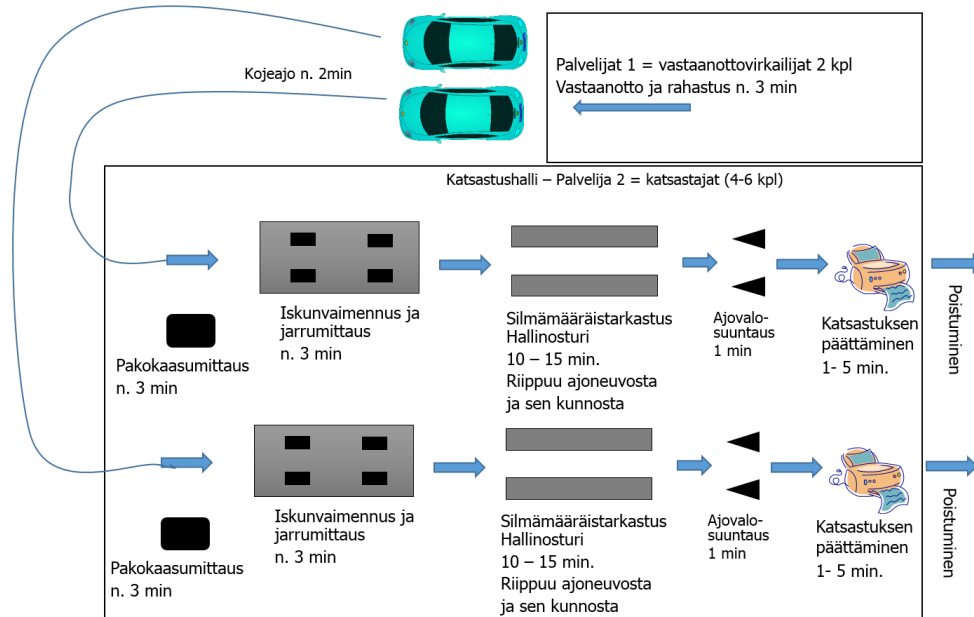 Kojeajo n. 2min
Palvelijat 1 = vastaanottovirkailijat 2 kpl
Vastaanotto ja rahastus n. 3 min
Katsastushalli – Palvelija 2 = katsastajat (4-6 kpl)
Pakokaasumittaus
n. 3 min
Iskunvaimennus ja
jarrumittaus
n. 3 min
Silmämääräistarkastus
Hallinosturi
10 – 15 min.
Riippuu ajoneuvosta
ja sen kunnosta
Ajovalo-
suuntaus
1 min
Katsastuksen
päättäminen
1- 5 min.
Poistuminen
Pakokaasumittaus
n. 3 min
Iskunvaimennus ja
jarrumittaus
n. 3 min
Silmämääräistarkastus
Hallinosturi
10 – 15 min.
Riippuu ajoneuvosta
ja sen kunnosta
Ajovalo-
suuntaus
1 min
Katsastuksen
päättäminen
1- 5 min.
Poistuminen